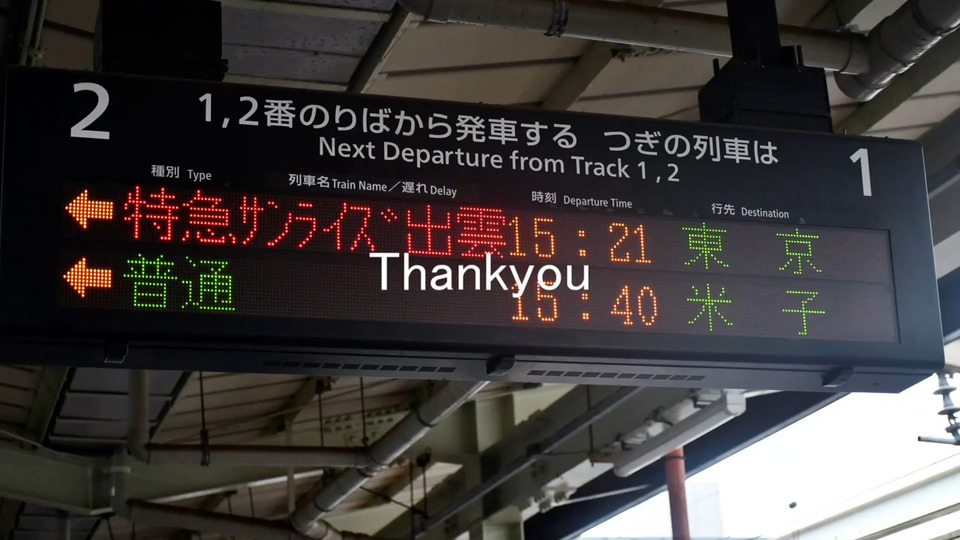 2
1,2番のりばから発車する つぎの列車は
Next Departure from Track 1,2
1
種別 Type 列車名 Train Name/遅れ Delay 時刻 Departure Time 行先 Destination
←特急サンライズ出雲 15:21 東京
←普通 15:40 米子
Thankyou